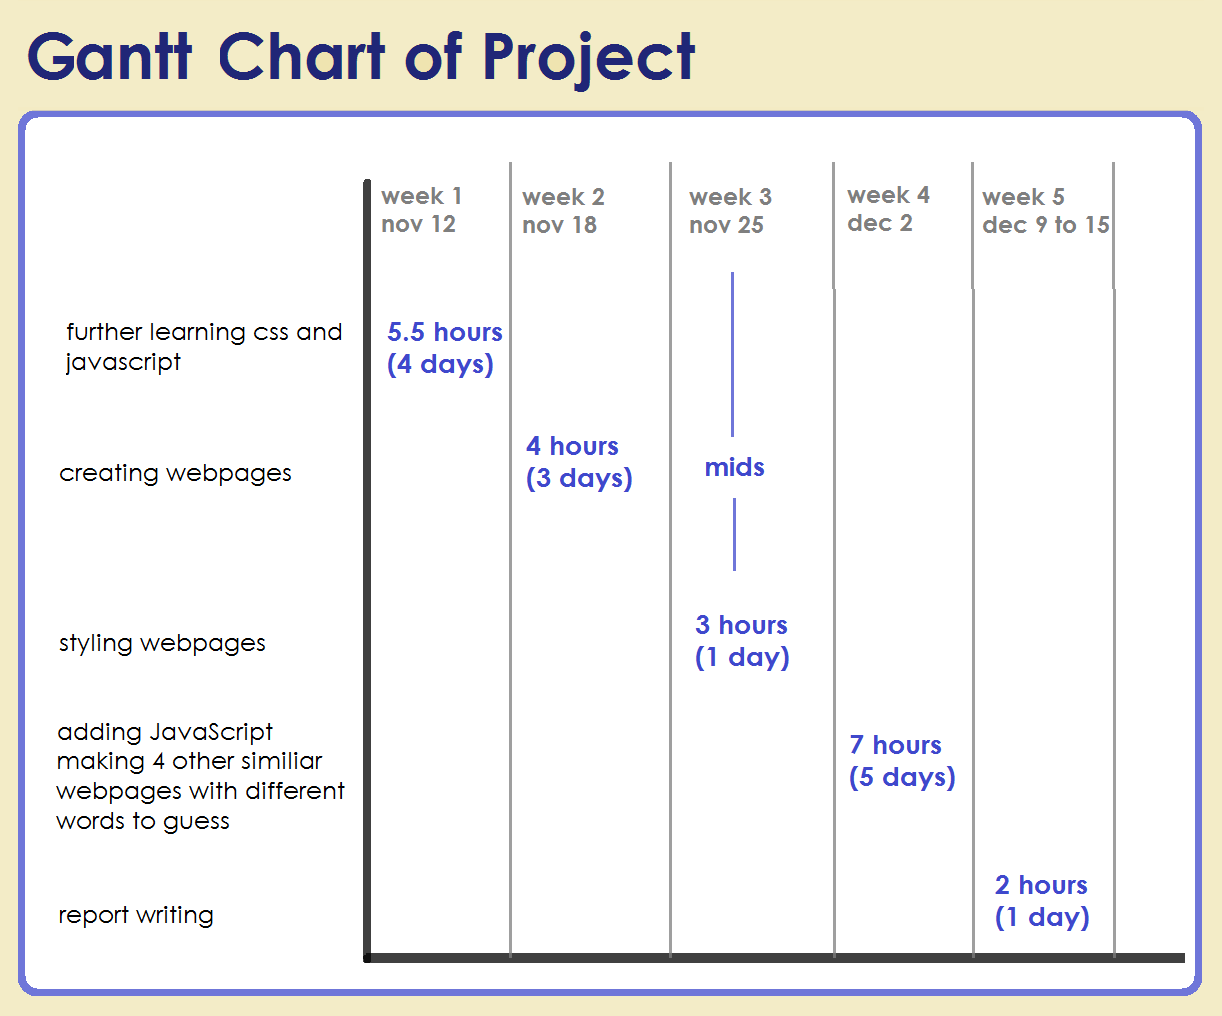 Gantt Chart of Project
week 1
nov 12
week 2
nov 18
week 3
nov 25
week 4
dec 2
week 5
dec 9 to 15
further learning css and
javascript
5.5 hours
(4 days)
creating webpages
4 hours
(3 days)
mids
styling webpages
3 hours
(1 day)
adding JavaScript
making 4 other similiar
webpages with different
words to guess
7 hours
(5 days)
report writing
2 hours
(1 day)